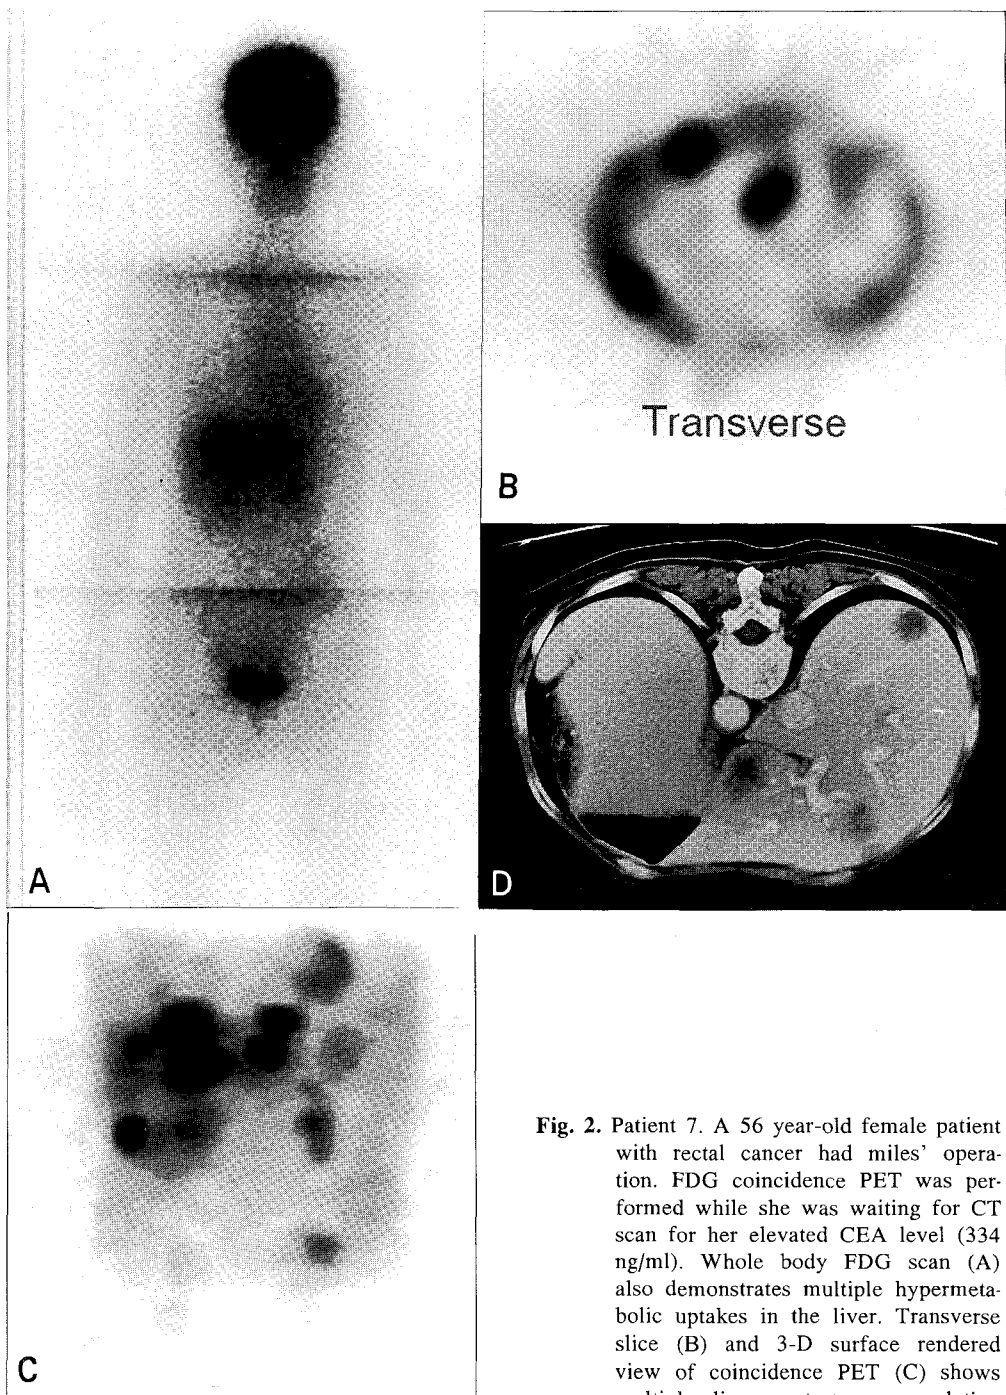 A
Transverse
B
D
C
Fig. 2. Patient 7. A 56 year-old female patient
with rectal cancer had miles' opera-
tion. FDG coincidence PET was per-
formed while she was waiting for CT
scan for her elevated CEA level (334
ng/ml). Whole body FDG scan (A)
also demonstrates multiple hypermeta-
bolic uptakes in the liver. Transverse
slice (B) and 3-D surface rendered
view of coincidence PET (C) shows